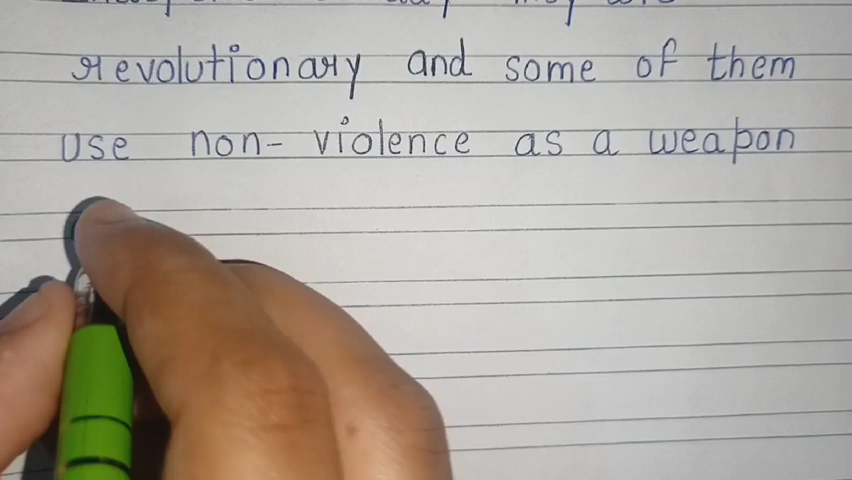 revolutionary and some of them
use non-violence as a weapon